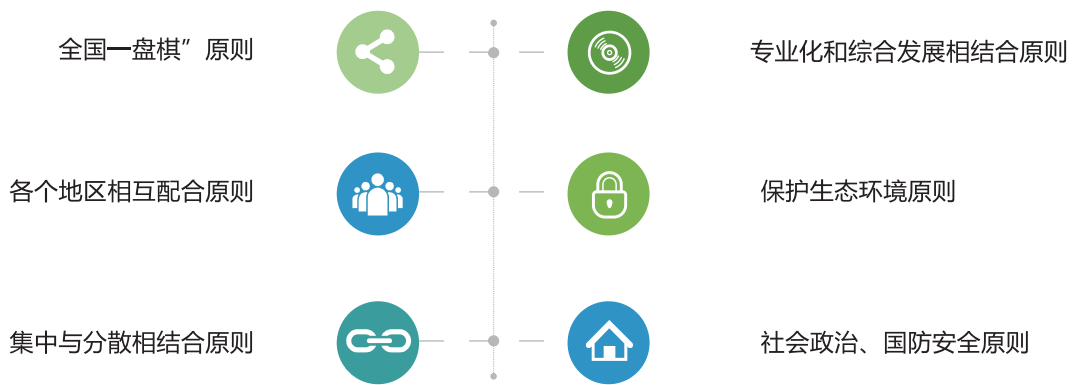 全国一盘棋”原则
专业化和综合发展相结合原则
各个地区相互配合原则
保护生态环境原则
集中与分散相结合原则
社会政治、国防安全原则